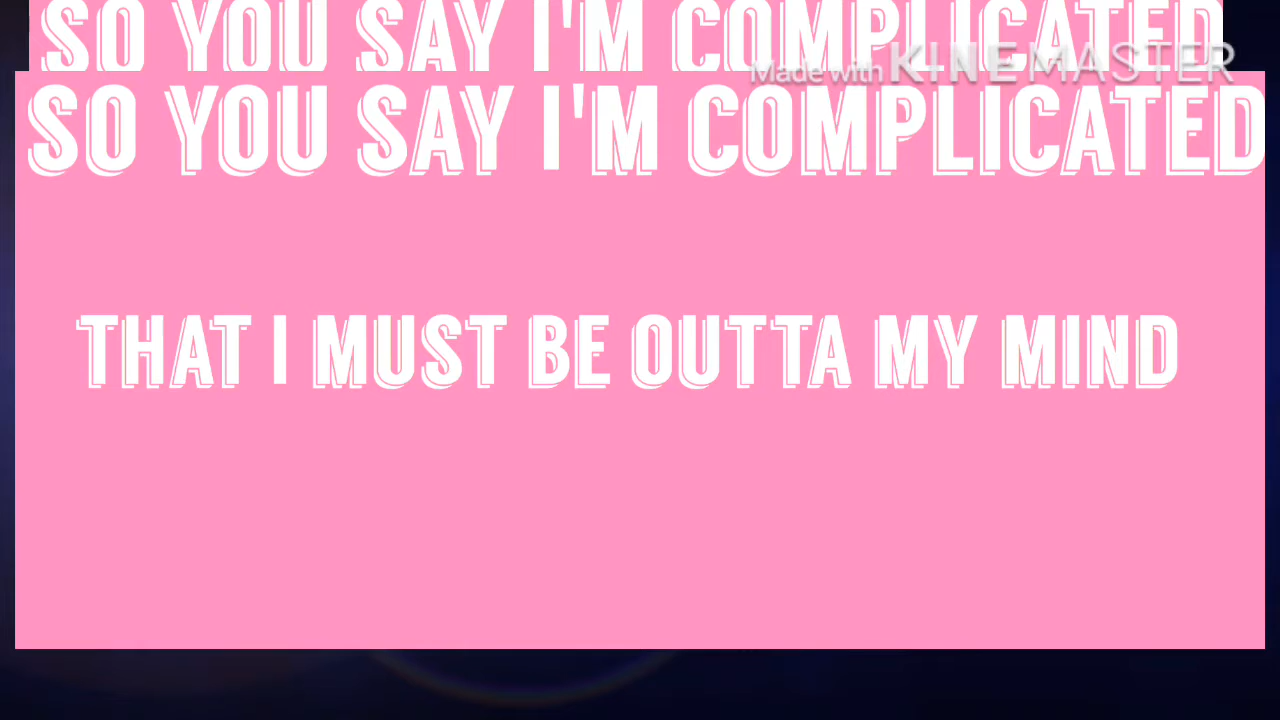 SO YOU SAY I'M COMPLICATED
Made with KINEMASTER
SO YOU SAY I'M COMPLICATED
THAT I MUST BE OUTTA MY MIND